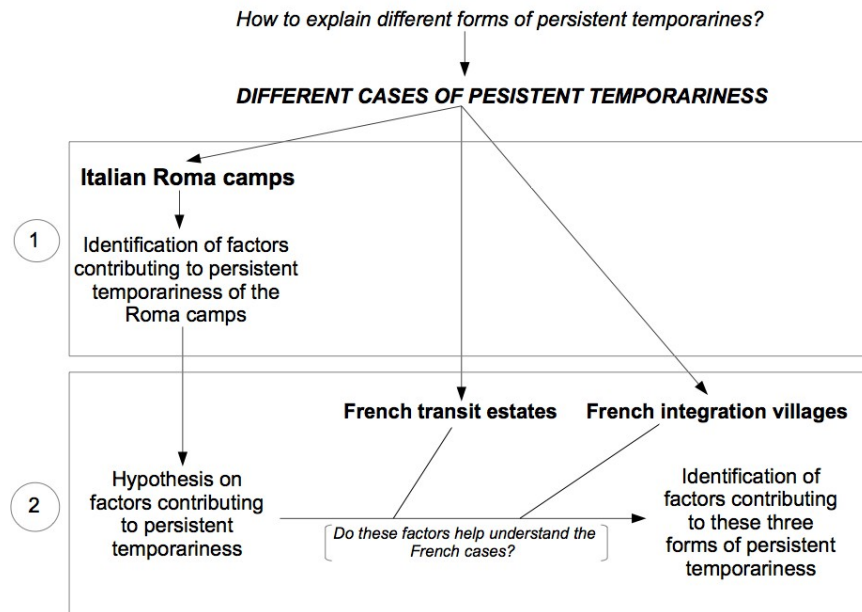 How to explain different forms of persistent temporarines?
DIFFERENT CASES OF PESISTENT TEMPORARINESS
Italian Roma camps
1
Identification of factors
contributing to persistent
temporariness of the
Roma camps
French transit estates
French integration villages
2
Hypothesis on
factors contributing
to persistent
temporariness
Do these factors help understand the
French cases?
Identification of
factors contributing
to these three
forms of persistent
temporariness